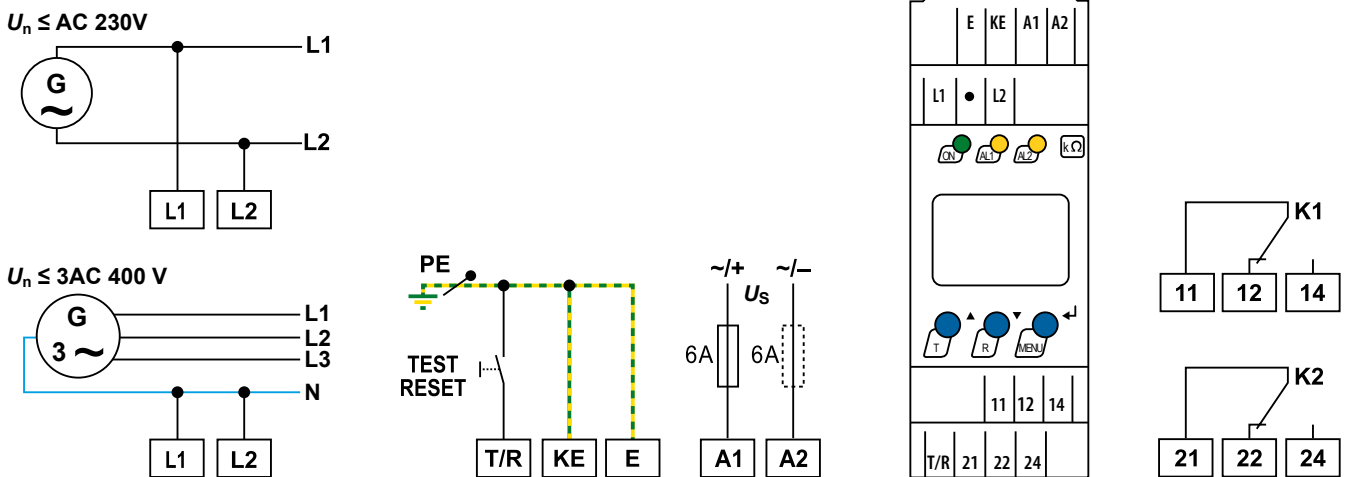 Un ≤ AC 230V
G
~
L1
L2
L1 L2
Un ≤ 3AC 400 V
G
3 ~
L1
L2
L3
N
L1 L2
PE
TEST
RESET
T/R KE E
~/+ ~/–
US
6A 6A
A1 A2
E KE A1 A2
L1 • L2
ON AL1 AL2 kΩ
▲ ▼ ↵
T R MENU
11 12 14
T/R 21 22 24
K1
11 12 14
K2
21 22 24